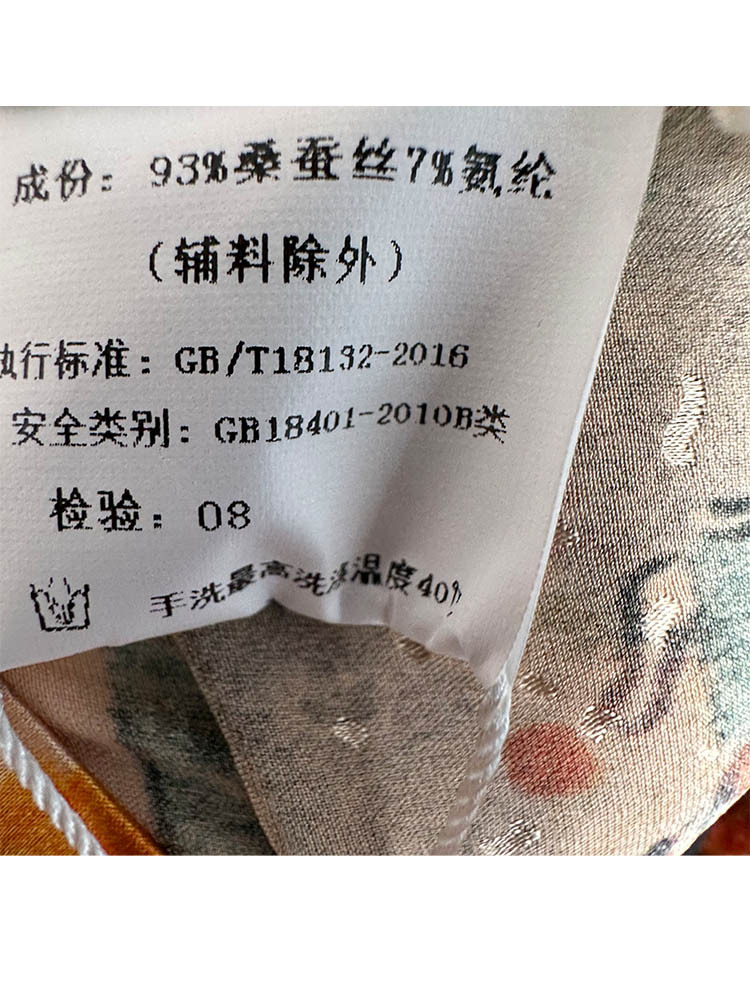 成份：93%桑蚕丝7%氨纶
（辅料除外）
执行标准：GB/T18132-2016
安全类别：GB18401-2010B类
检验：08
手洗最高洗涤温度40